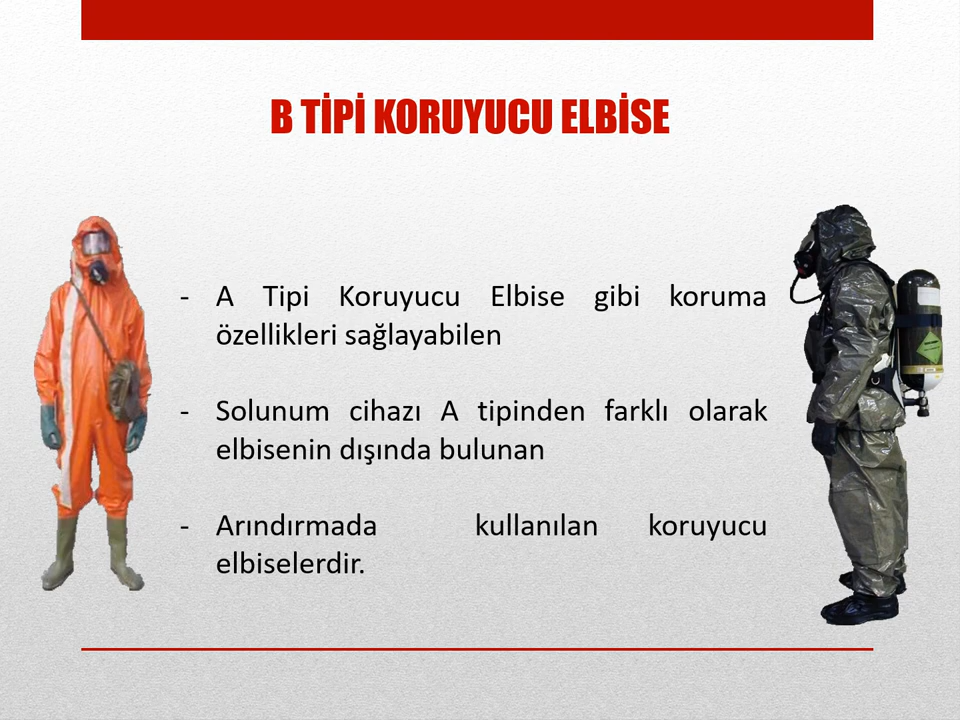 B TİPİ KORUYUCU ELBİSE
- A Tipi Koruyucu Elbise gibi koruma
özellikleri sağlayabilen
- Solunum cihazı A tipinden farklı olarak
elbisenin dışında bulunan
- Arındırmada kullanılan koruyucu
elbiselerdir.